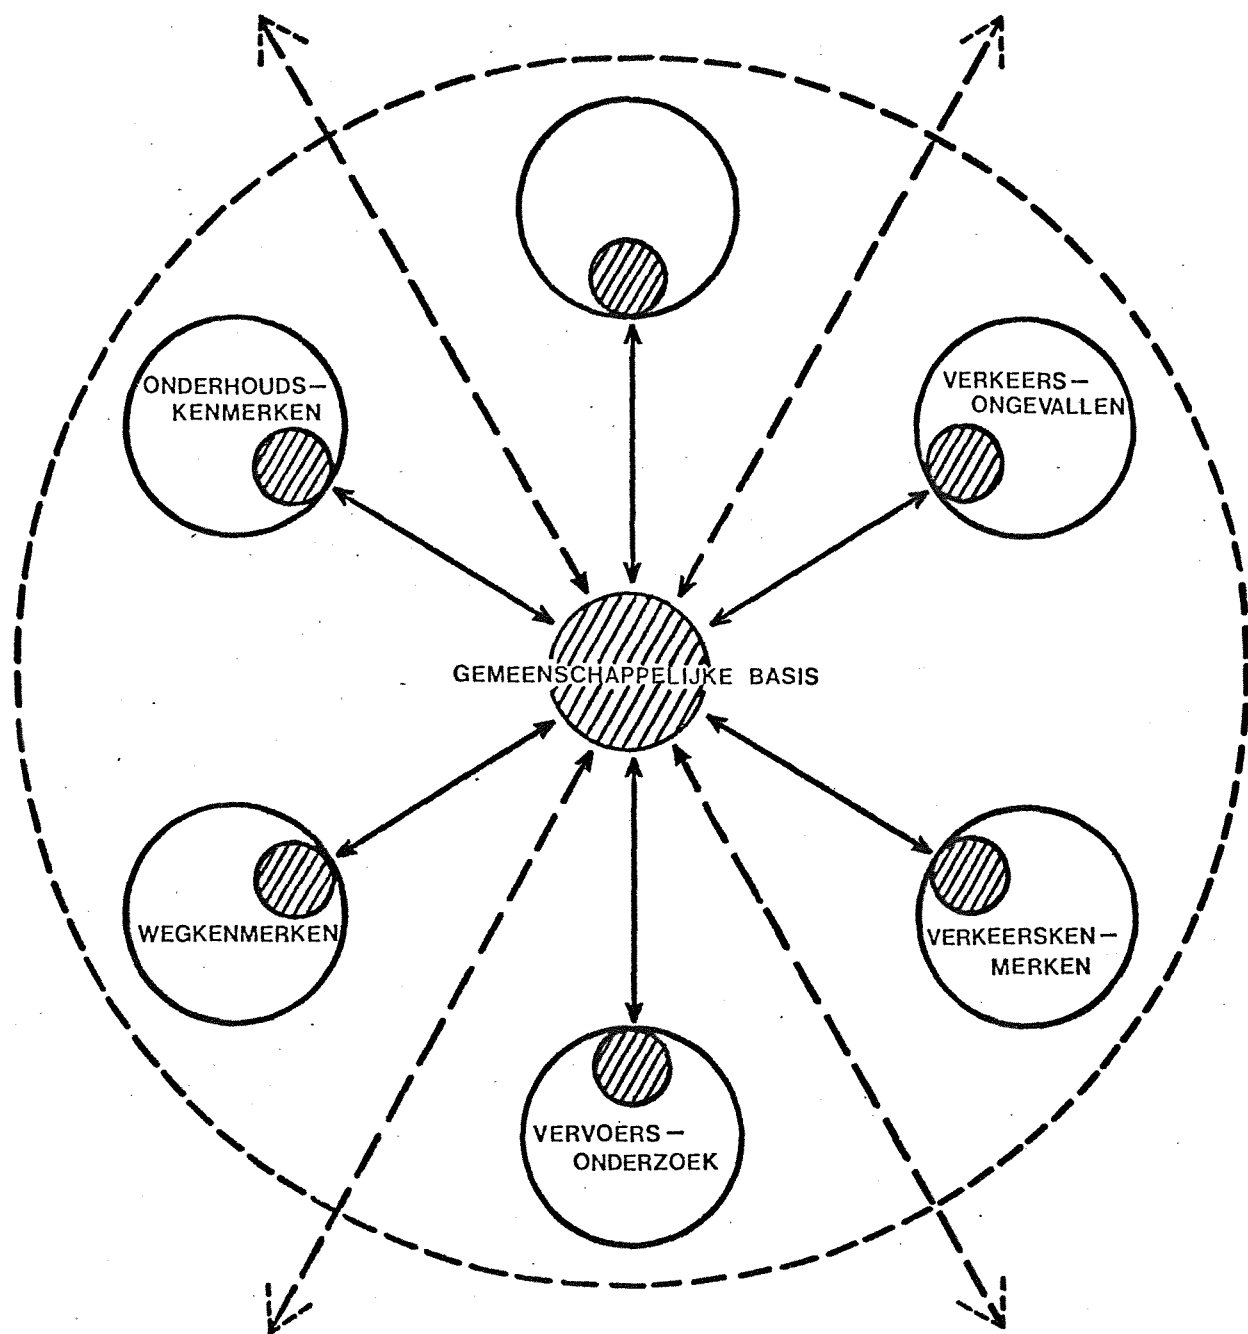 ONDERHOUDS-
KENMERKEN
VERKEERS-
ONGEVALLEN
GEMEENSCHAPPELIJKE BASIS
WEGKENMERKEN
VERKEERSKEN-
MERKEN
VERVOERS-
ONDERZOEK